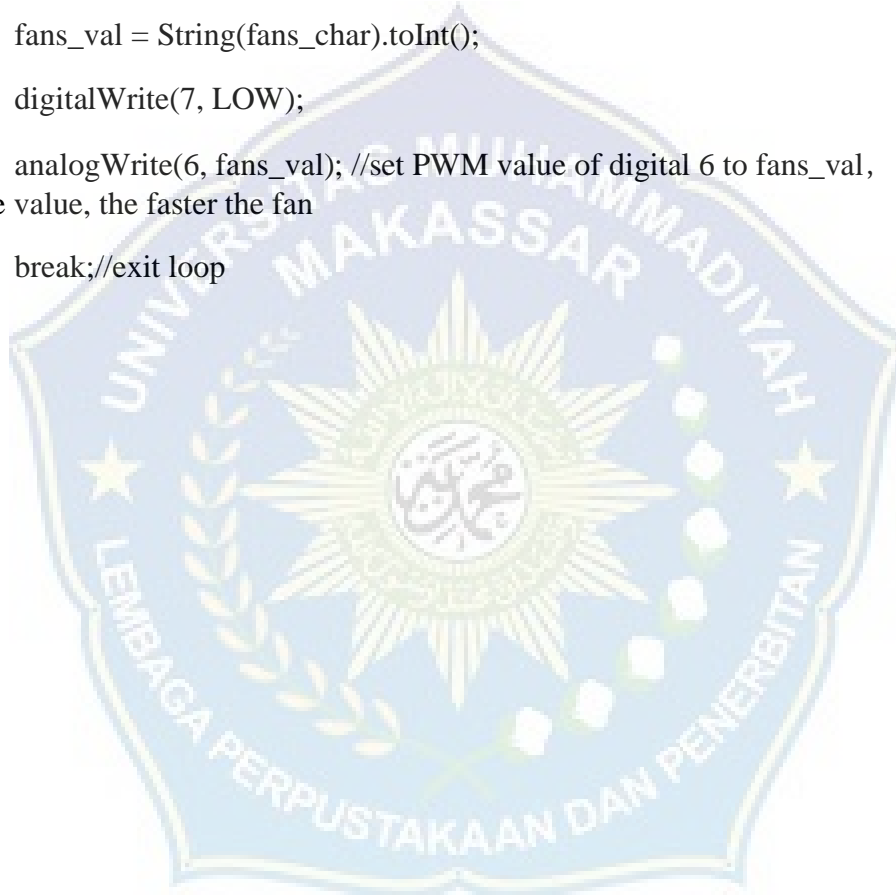 fans_val = String(fans_char).toInt();
digitalWrite(7, LOW);
analogWrite(6, fans_val); //set PWM value of digital 6 to fans_val,
e value, the faster the fan
break;//exit loop
UNIVERSITAS MUHAMMADIYAH
MAKASSAR
LEMBAGA PERPUSTAKAAN DAN PENERBITAN